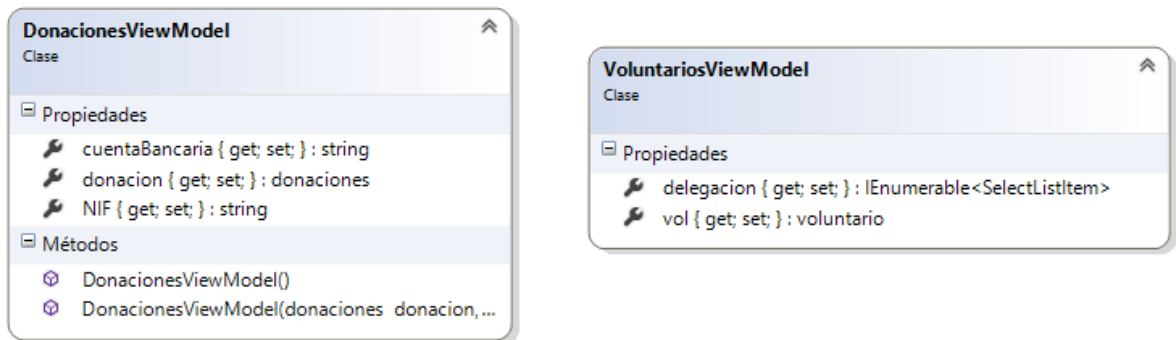 DonacionesViewModel
Clase
Propiedades
cuentaBancaria { get; set; } : string
donacion { get; set; } : donaciones
NIF { get; set; } : string
Métodos
DonacionesViewModel()
DonacionesViewModel(donaciones donacion,...
VoluntariosViewModel
Clase
Propiedades
delegacion { get; set; } : IEnumerable<SelectListItem>
vol { get; set; } : voluntario